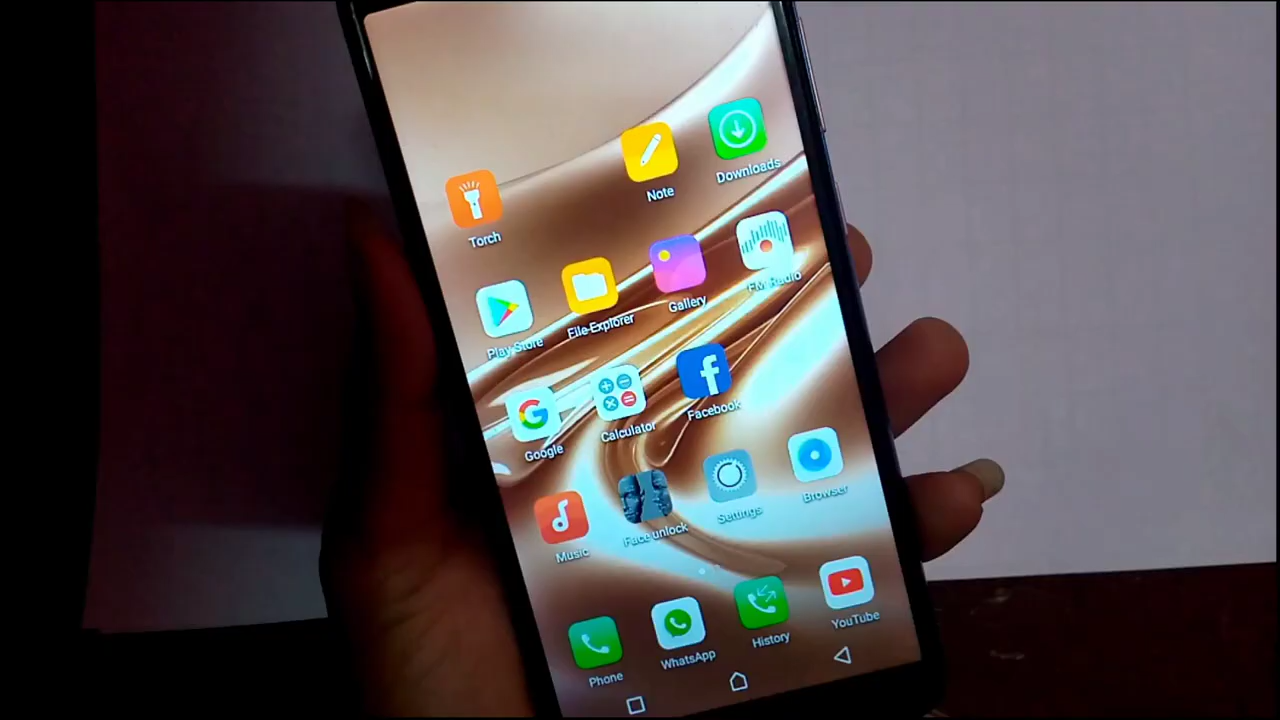 Torch
Note
Downloads
Play Store
File Explorer
Gallery
FM Radio
Google
Calculator
Facebook
Music
Face unlock
Settings
Browser
Phone
WhatsApp
History
YouTube